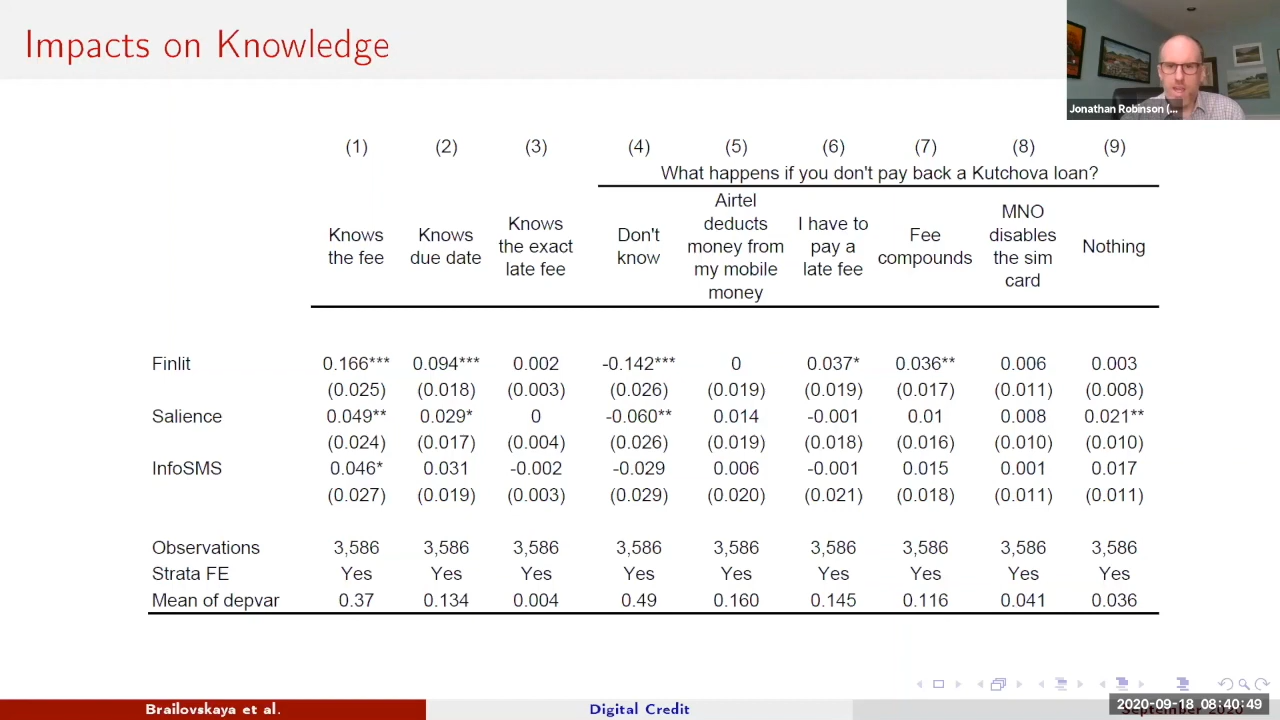 Impacts on Knowledge
Jonathan Robinson (...
(1) (2) (3) (4) (5) (6) (7) (8) (9)
What happens if you don't pay back a Kutchova loan?
Knows the fee
Knows due date
Knows the exact late fee
Don't know
Airtel deducts money from my mobile money
I have to pay a late fee
Fee compounds
MNO disables the sim card
Nothing
Finlit 0.166*** 0.094*** 0.002 -0.142*** 0 0.037* 0.036** 0.006 0.003
(0.025) (0.018) (0.003) (0.026) (0.019) (0.019) (0.017) (0.011) (0.008)
Salience 0.049** 0.029* 0 -0.060** 0.014 -0.001 0.01 0.008 0.021**
(0.024) (0.017) (0.004) (0.026) (0.019) (0.018) (0.016) (0.010) (0.010)
InfoSMS 0.046* 0.031 -0.002 -0.029 0.006 -0.001 0.015 0.001 0.017
(0.027) (0.019) (0.003) (0.029) (0.020) (0.021) (0.018) (0.011) (0.011)
Observations 3,586 3,586 3,586 3,586 3,586 3,586 3,586 3,586 3,586
Strata FE Yes Yes Yes Yes Yes Yes Yes Yes Yes
Mean of depvar 0.37 0.134 0.004 0.49 0.160 0.145 0.116 0.041 0.036
Brailovskaya et al. Digital Credit
2020-09-18 08:40:49